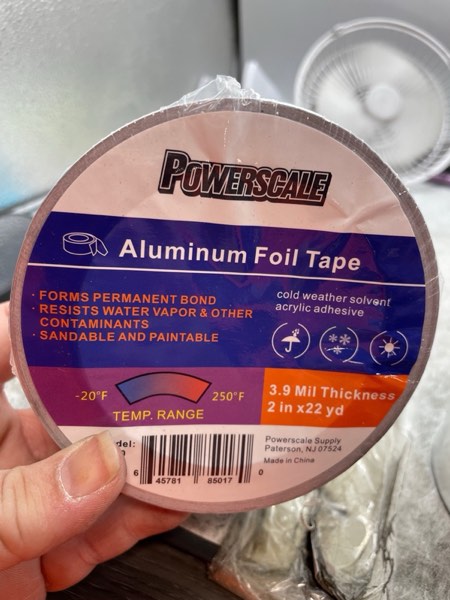 POWERSCALE
Aluminum Foil Tape
· FORMS PERMANENT BOND
· RESISTS WATER VAPOR & OTHER
CONTAMINANTS
· SANDABLE AND PAINTABLE
cold weather solvent
acrylic adhesive
-20°F
250°F
TEMP. RANGE
3.9 Mil Thickness
2 in x22 yd
Powerscale Supply
Paterson, NJ 07524
Made in China
6 45781 85017 0